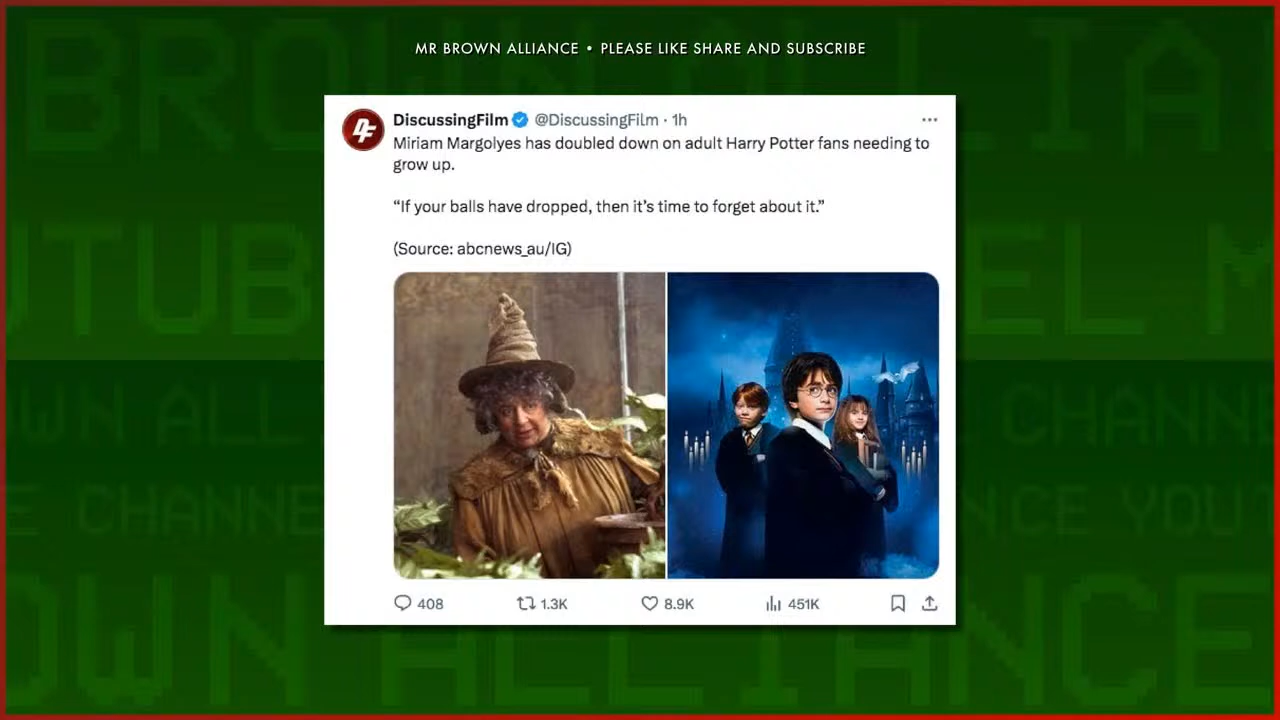 MR BROWN ALLIANCE • PLEASE LIKE SHARE AND SUBSCRIBE
DiscussingFilm @DiscussingFilm · 1h
Miriam Margolyes has doubled down on adult Harry Potter fans needing to
grow up.
“If your balls have dropped, then it’s time to forget about it.”
(Source: abcnews_au/IG)
408 1.3K 8.9K 451K